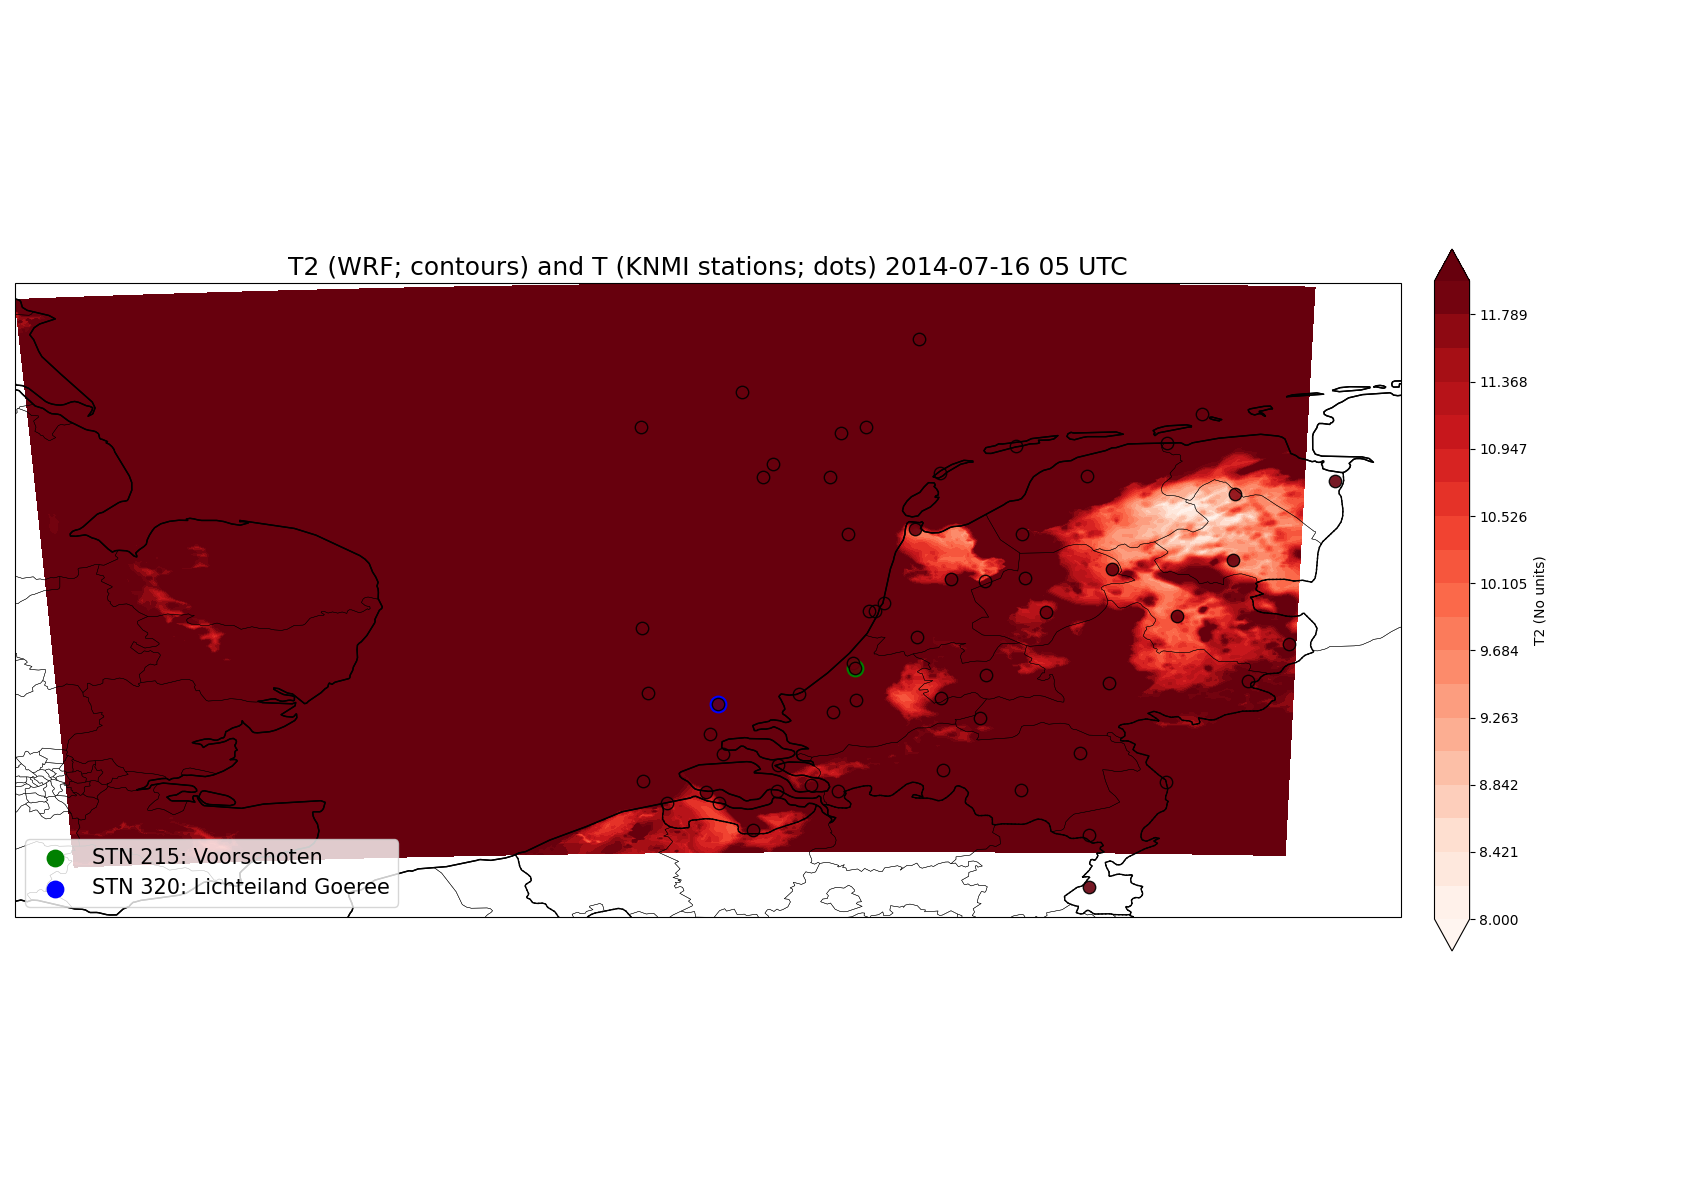 T2 (WRF; contours) and T (KNMI stations; dots) 2014-07-16 05 UTC
11.789
11.368
10.947
10.526
10.105
9.684
9.263
8.842
8.421
8.000
T2 (No units)
STN 215: Voorschoten
STN 320: Lichteiland Goeree